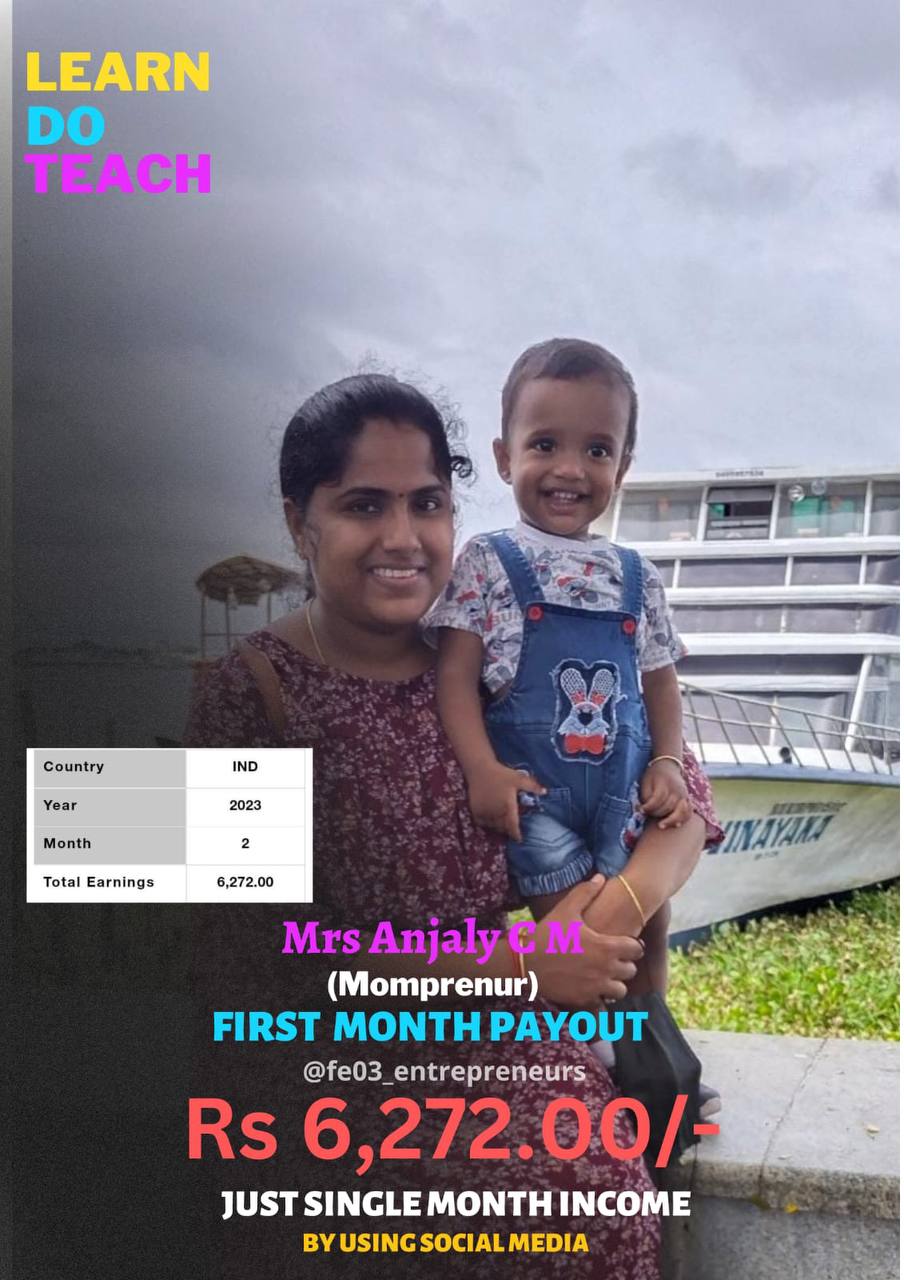 LEARN
DO
TEACH
Country IND
Year 2023
Month 2
Total Earnings 6,272.00
Mrs Anjaly C M
(Momprenur)
FIRST MONTH PAYOUT
@fe03_entrepreneurs
Rs 6,272.00/-
JUST SINGLE MONTH INCOME
BY USING SOCIAL MEDIA